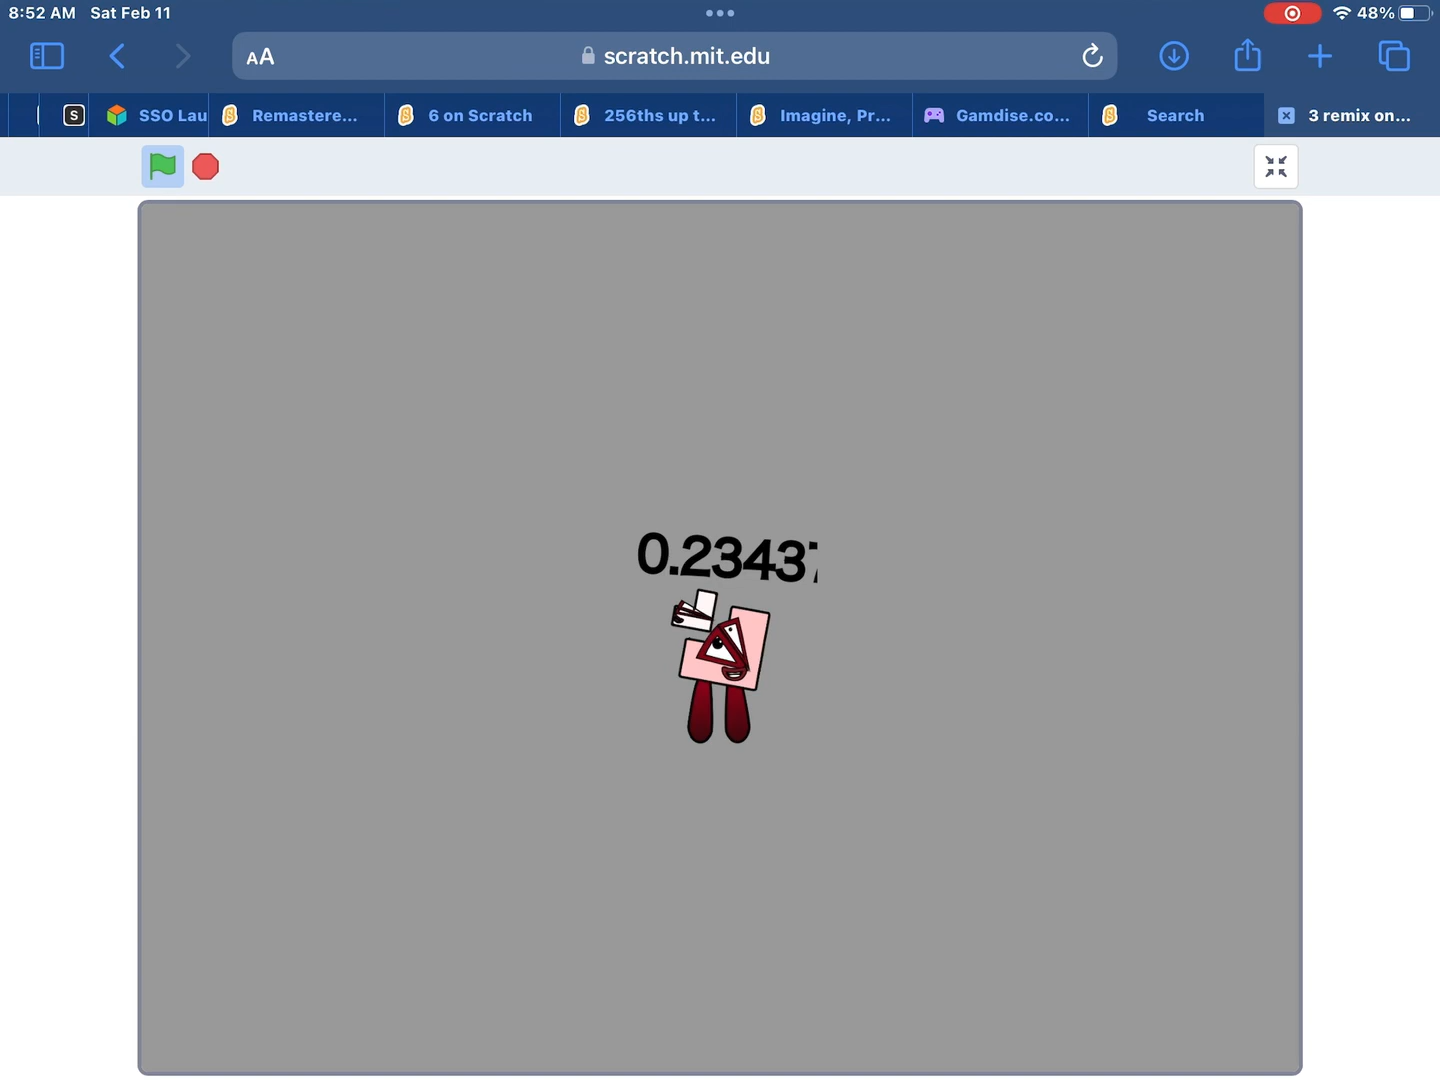 8:52 AM Sat Feb 11
48%
AA
scratch.mit.edu
S
SSO Lau
Remastere...
6 on Scratch
256ths up t...
Imagine, Pr...
Gamdise.co...
Search
3 remix on...
0.23437